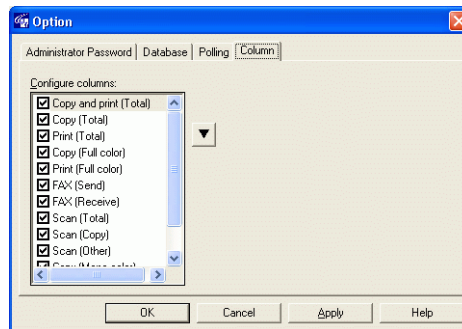 Option
Administrator Password Database Polling Column
Configure columns:
Copy and print (Total)
Copy (Total)
Print (Total)
Copy (Full color)
Print (Full color)
FAX (Send)
FAX (Receive)
Scan (Total)
Scan (Copy)
Scan (Other)
OK Cancel Apply Help